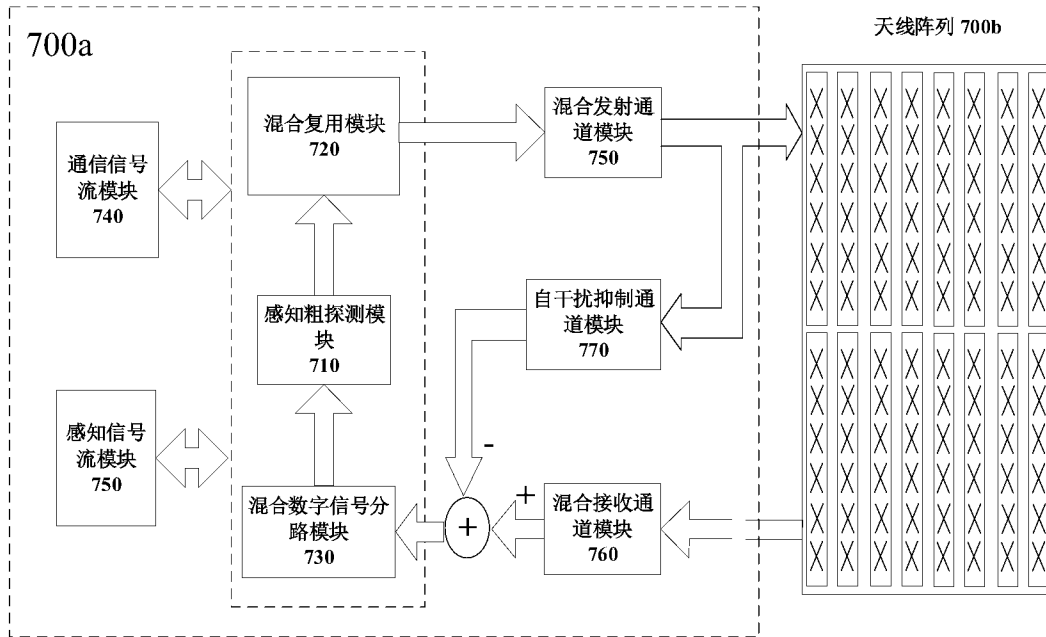 700a
天线阵列 700b
混合复用模块
720
混合发射通
道模块
750
通信信号
流模块
740
感知粗探测模
块
710
自干扰抑制通
道模块
770
感知信号
流模块
750
-
+
混合数字信号分
路模块
730
+
混合接收通
道模块
760